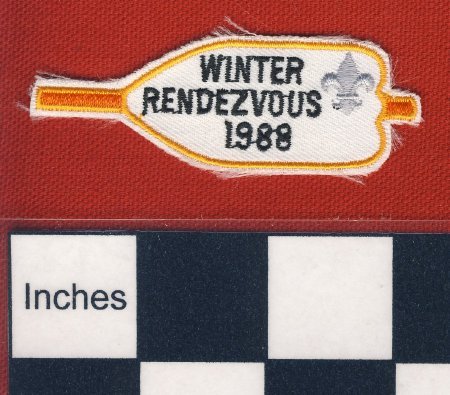 WINTER
RENDEZVOUS
1988
Inches